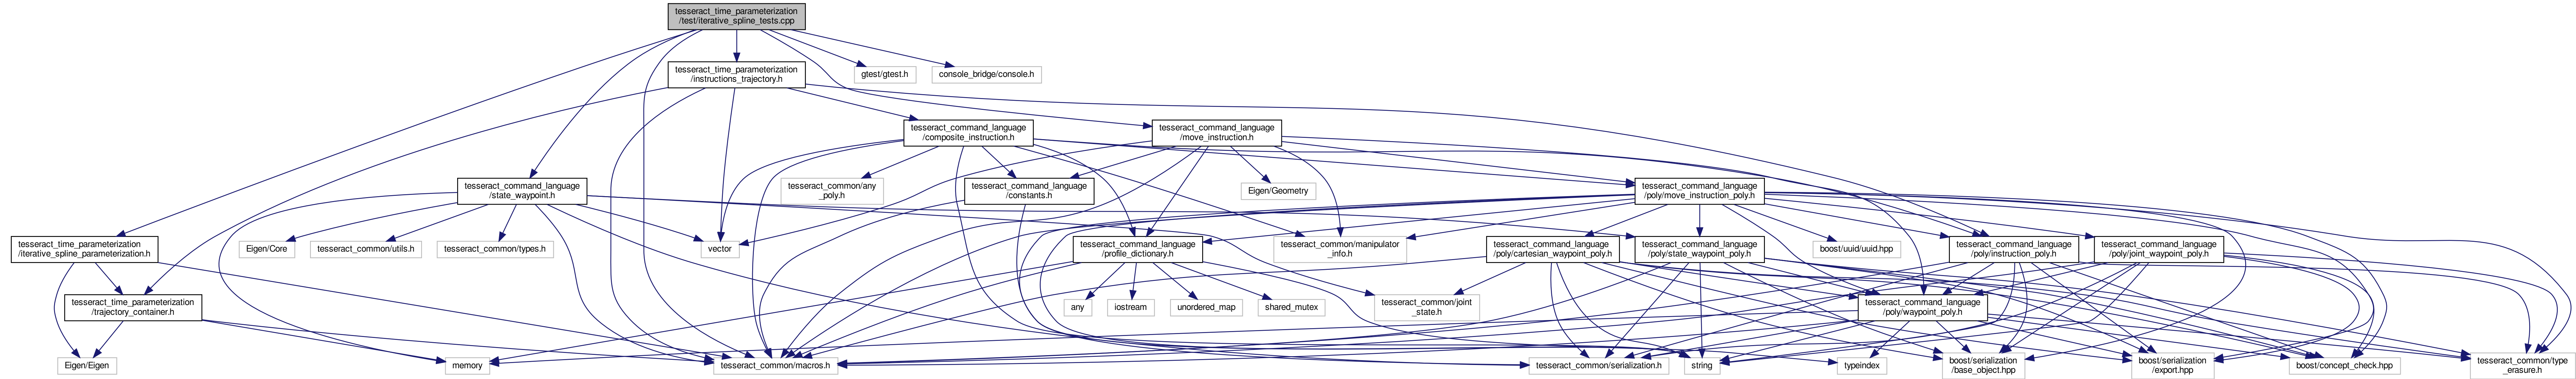 tesseract_time_parameterization
/test/iterative_spline_tests.cpp
tesseract_time_parameterization
/instructions_trajectory.h
gtest/gtest.h
console_bridge/console.h
tesseract_command_language
/composite_instruction.h
tesseract_command_language
/move_instruction.h
tesseract_command_language
/state_waypoint.h
tesseract_common/any
_poly.h
tesseract_command_language
/constants.h
Eigen/Geometry
tesseract_command_language
/poly/move_instruction_poly.h
tesseract_time_parameterization
/iterative_spline_parameterization.h
Eigen/Core
tesseract_common/utils.h
tesseract_common/types.h
vector
tesseract_command_language
/profile_dictionary.h
tesseract_common/manipulator
_info.h
tesseract_command_language
/poly/cartesian_waypoint_poly.h
tesseract_command_language
/poly/state_waypoint_poly.h
boost/uuid/uuid.hpp
tesseract_command_language
/poly/instruction_poly.h
tesseract_command_language
/poly/joint_waypoint_poly.h
tesseract_time_parameterization
/trajectory_container.h
any
iostream
unordered_map
shared_mutex
tesseract_common/joint
_state.h
tesseract_command_language
/poly/waypoint_poly.h
Eigen/Eigen
memory
tesseract_common/macros.h
tesseract_common/serialization.h
string
typeindex
boost/serialization
/base_object.hpp
boost/serialization
/export.hpp
boost/concept_check.hpp
tesseract_common/type
_erasure.h